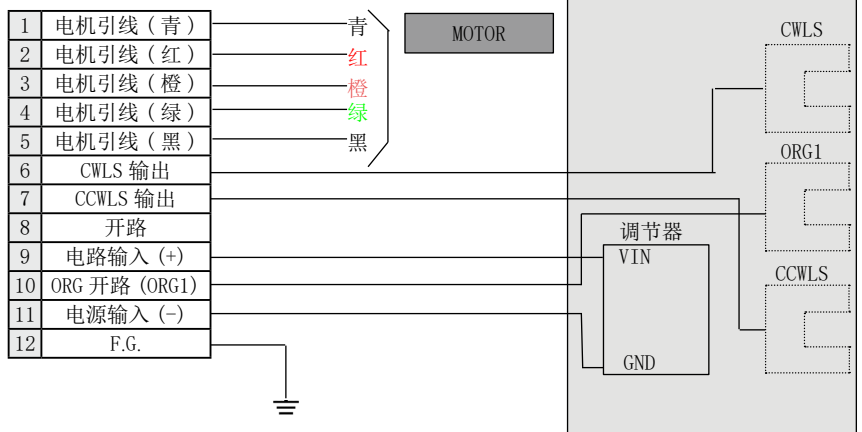 1 电机引线 ( 青 ) 青
2 电机引线 ( 红 ) 红
3 电机引线 ( 橙 ) 橙
4 电机引线 ( 绿 ) 绿
5 电机引线 ( 黑 ) 黑
6 CWLS 输出
7 CCWLS 输出
8 开路
9 电路输入 (+)
10 ORG 开路 (ORG1)
11 电源输入 (-)
12 F.G.
MOTOR
CWLS
ORG1
调节器
VIN
CCWLS
GND